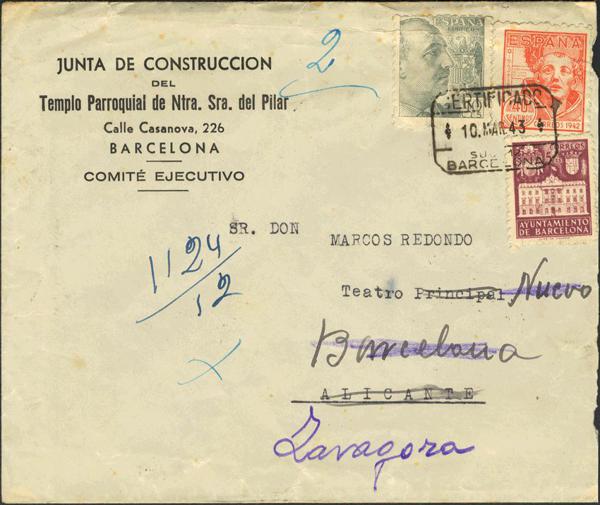 JUNTA DE CONSTRUCCION
DEL
Templo Parroquial de Ntra. Sra. del Pilar
Calle Casanova, 226
BARCELONA
COMITÉ EJECUTIVO
2
ESPAÑA
ESPAÑA
CORREOS 1942
CERTIFICADO
10.MAR.43
BARCELONA
CORREOS
AYUNTAMIENTO
DE BARCELONA
SR. DON MARCOS REDONDO
Teatro Principal Nuevo
Barcelona
ALICANTE
Zaragoza
1124
12